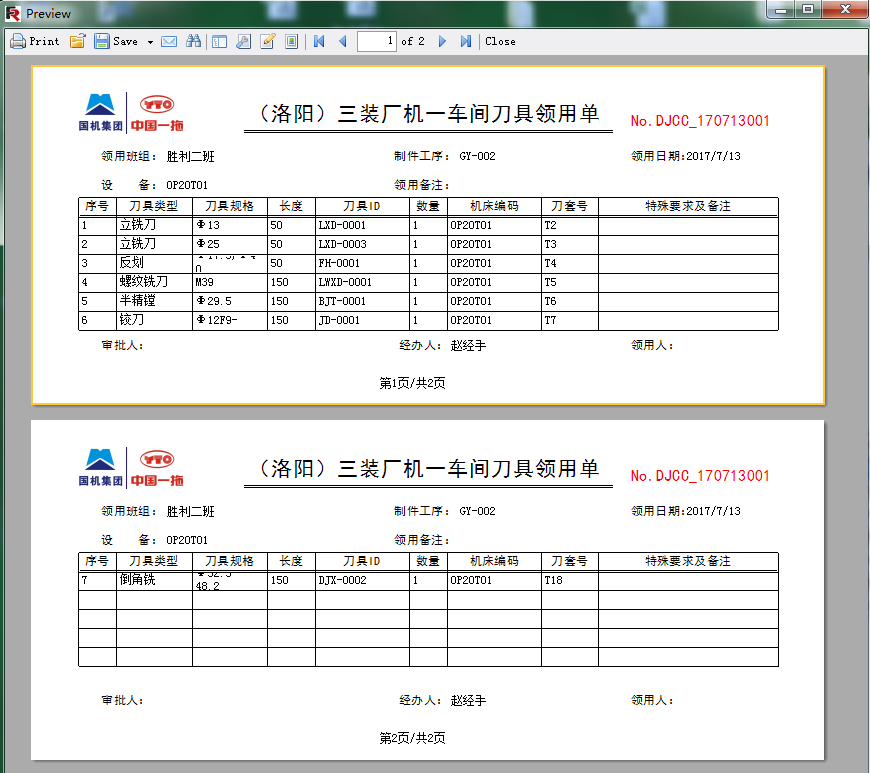 Preview
Print Save 1 of 2 Close
国机集团 YTO 中国一拖
（洛阳）三装厂机一车间刀具领用单
No.DJCC_170713001
领用班组： 胜利二班 制件工序： GY-002 领用日期:2017/7/13
设 备： OP20T01 领用备注：
序号 刀具类型 刀具规格 长度 刀具ID 数量 机床编码 刀套号 特殊要求及备注
1 立铣刀 Φ13 50 LXD-0001 1 OP20T01 T2
2 立铣刀 Φ25 50 LXD-0003 1 OP20T01 T3
3 反划 50 FH-0001 1 OP20T01 T4
4 螺纹铣刀 M39 150 LWXD-0001 1 OP20T01 T5
5 半精镗 Φ29.5 150 BJT-0001 1 OP20T01 T6
6 铰刀 Φ12F9- 150 JD-0001 1 OP20T01 T7
审批人： 经办人： 赵经手 领用人：
第1页/共2页
国机集团 YTO 中国一拖
（洛阳）三装厂机一车间刀具领用单
No.DJCC_170713001
领用班组： 胜利二班 制件工序： GY-002 领用日期:2017/7/13
设 备： OP20T01 领用备注：
序号 刀具类型 刀具规格 长度 刀具ID 数量 机床编码 刀套号 特殊要求及备注
7 倒角铣 48.2 150 DJX-0002 1 OP20T01 T18
审批人： 经办人： 赵经手 领用人：
第2页/共2页